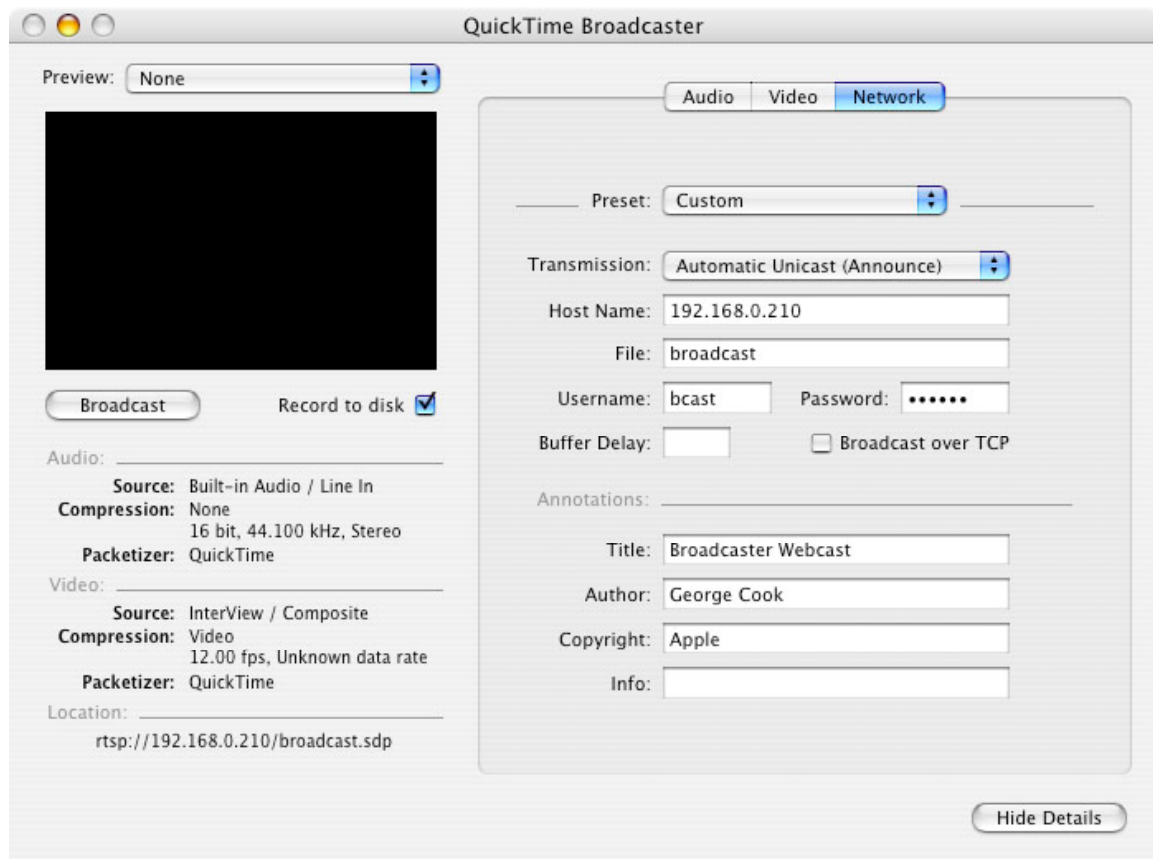 QuickTime Broadcaster
Preview: None
Broadcast Record to disk
Audio:
Source: Built-in Audio / Line In
Compression: None
16 bit, 44.100 kHz, Stereo
Packetizer: QuickTime
Video:
Source: InterView / Composite
Compression: Video
12.00 fps, Unknown data rate
Packetizer: QuickTime
Location:
rtsp://192.168.0.210/broadcast.sdp
Audio Video Network
Preset: Custom
Transmission: Automatic Unicast (Announce)
Host Name: 192.168.0.210
File: broadcast
Username: bcast Password: ••••••
Buffer Delay: Broadcast over TCP
Annotations:
Title: Broadcaster Webcast
Author: George Cook
Copyright: Apple
Info:
Hide Details